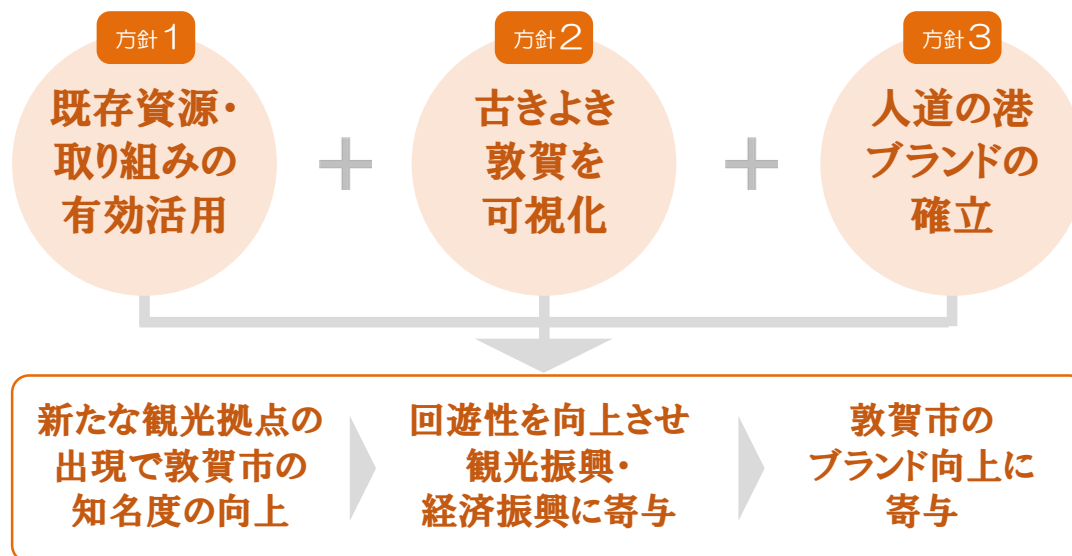 方針1
既存資源・
取り組みの
有効活用
+
方針2
古きよき
敦賀を
可視化
+
方針3
人道の港
ブランドの
確立
新たな観光拠点の
出現で敦賀市の
知名度の向上
回遊性を向上させ
観光振興・
経済振興に寄与
敦賀市の
ブランド向上に
寄与